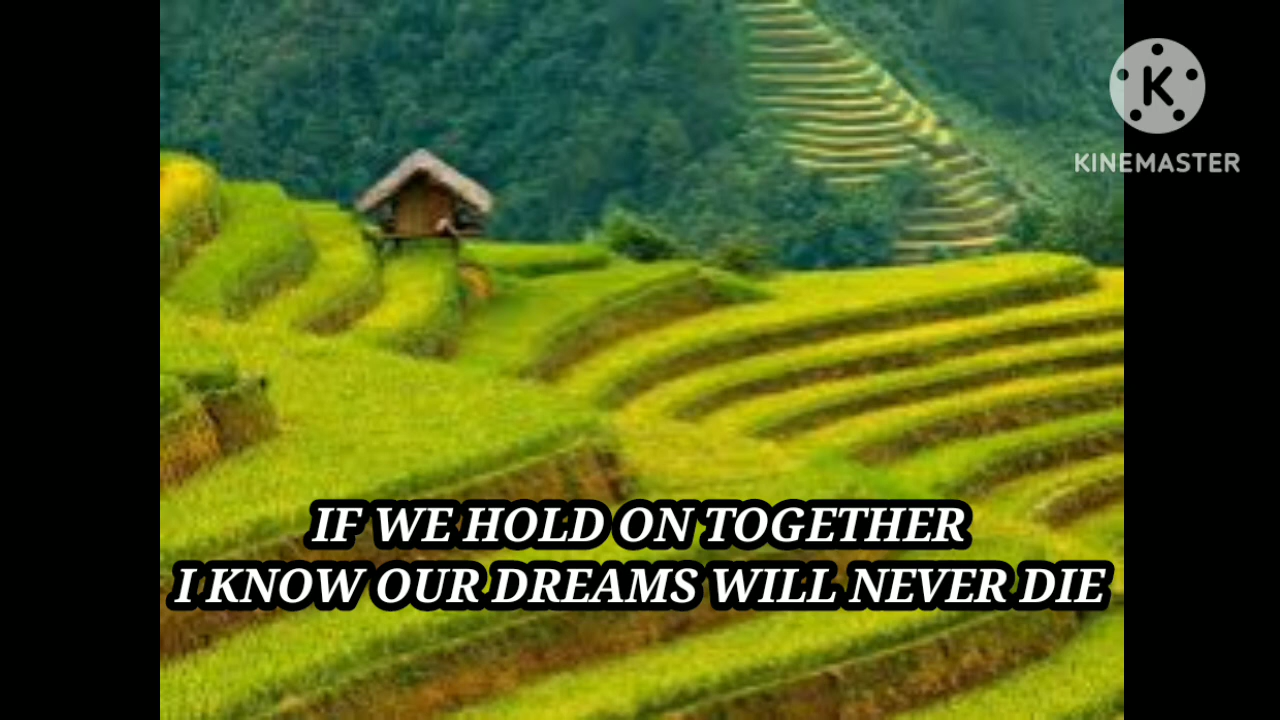 K
KINEMASTER
IF WE HOLD ON TOGETHER
I KNOW OUR DREAMS WILL NEVER DIE